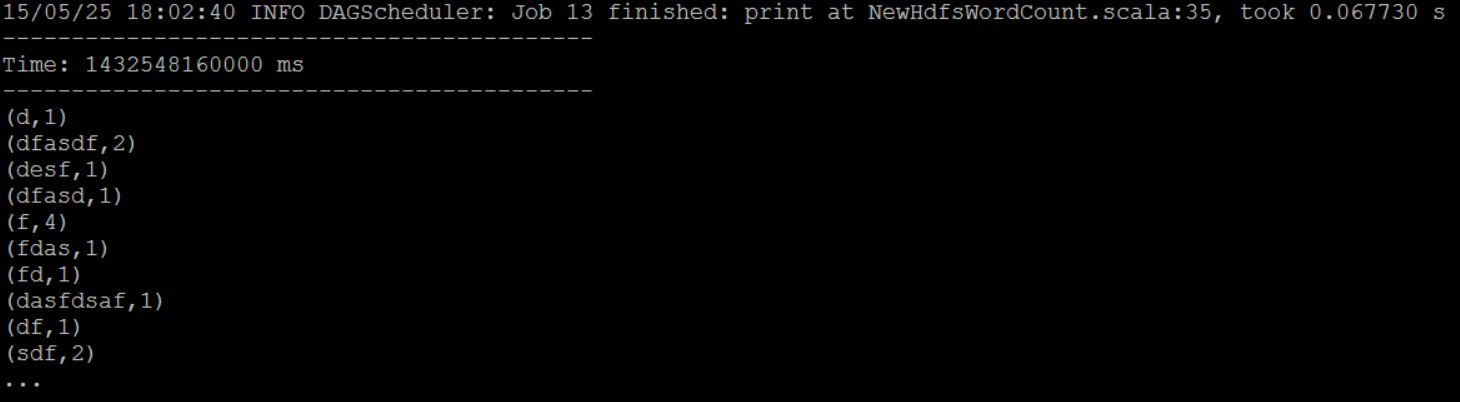 15/05/25 18:02:40 INFO DAGScheduler: Job 13 finished: print at NewHdfsWordCount.scala:35, took 0.067730 s
-------------------------------------------
Time: 1432548160000 ms
-------------------------------------------
(d,1)
(dfasdf,2)
(desf,1)
(dfasd,1)
(f,4)
(fdas,1)
(fd,1)
(dasfdsaf,1)
(df,1)
(sdf,2)
...